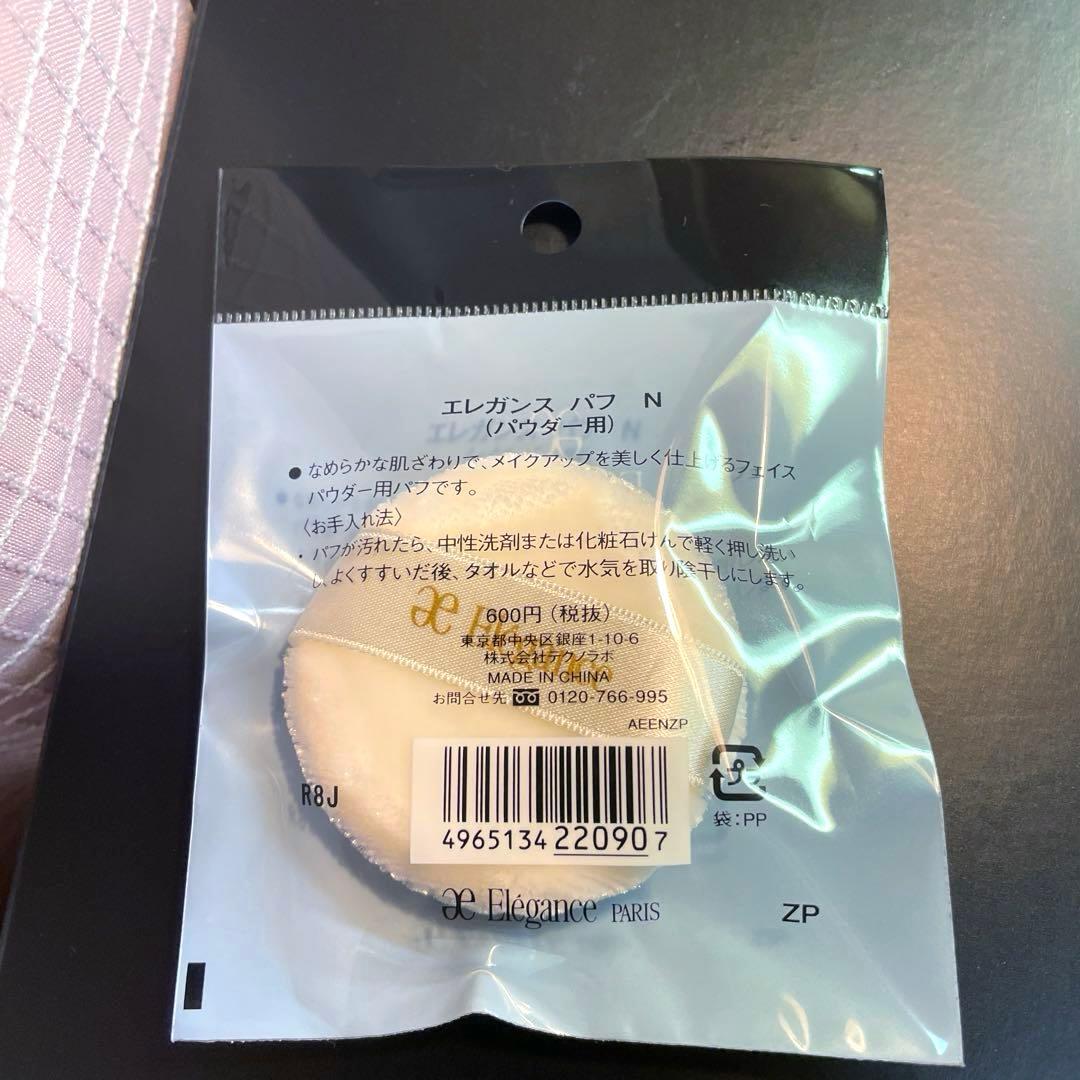 エレガンス パフ N
(パウダー用)
● なめらかな肌ざわりで、メイクアップを美しく仕上げるフェイス
パウダー用パフです。
〈お手入れ法〉
・ パフが汚れたら、中性洗剤または化粧石けんで軽く押し洗い
し、よくすすいだ後、タオルなどで水気を取り陰干しにします。
600円(税抜)
東京都中央区銀座1-10-6
株式会社テクノラボ
MADE IN CHINA
お問合せ先 0120-766-995
AEENZP
R8J
4965134220907
プ
袋:PP
æ Elégance PARIS
ZP
æ Elégance